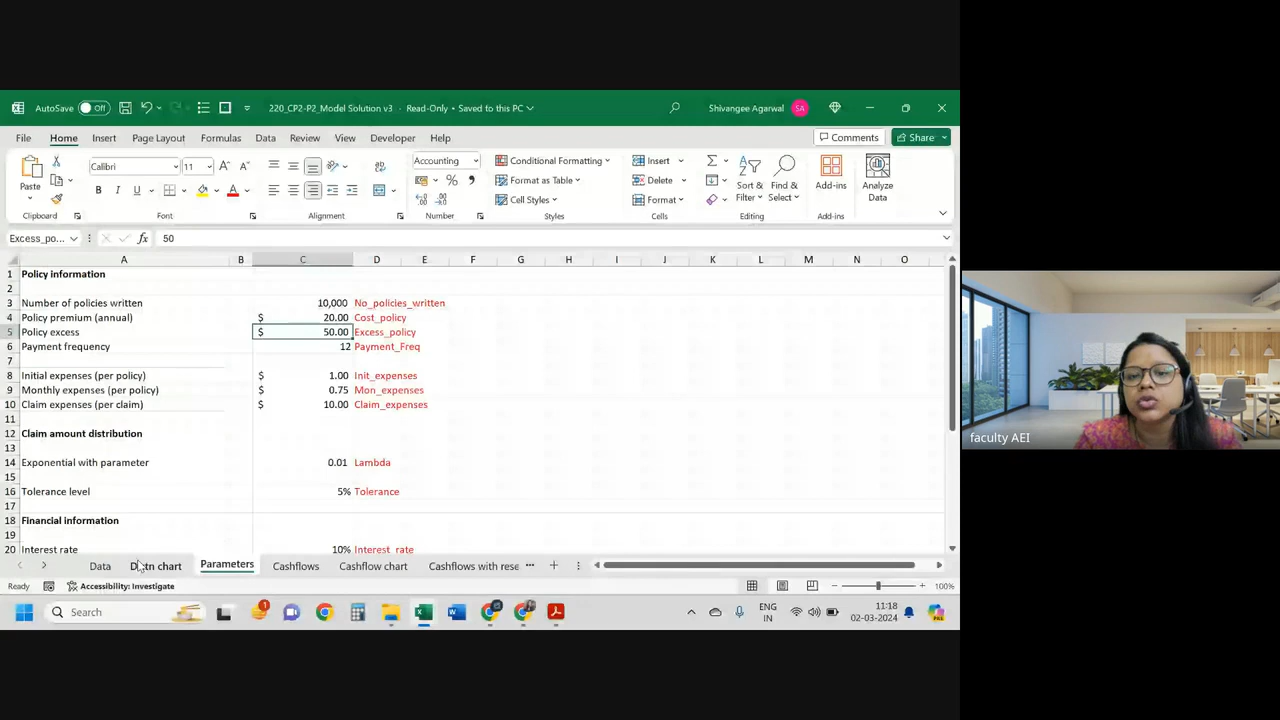 AutoSave Off 220_CP2-P2_Model Solution v3 • Read-Only • Saved to this PC Shivangee Agarwal SA
File Home Insert Page Layout Formulas Data Review View Developer Help Comments Share
Paste Calibri 11 Accounting Conditional Formatting Insert Sort & Filter Find & Select Add-ins Analyze Data
Format as Table Delete
Cell Styles Format
Clipboard Font Alignment Number Styles Cells Editing Add-ins
Excess_po... fx 50
A B C D E F G H I J K L M N O
1 Policy information
2
3 Number of policies written 10,000 No_policies_written
4 Policy premium (annual) $ 20.00 Cost_policy
5 Policy excess $ 50.00 Excess_policy
6 Payment frequency 12 Payment_Freq
7
8 Initial expenses (per policy) $ 1.00 Init_expenses
9 Monthly expenses (per policy) $ 0.75 Mon_expenses
10 Claim expenses (per claim) $ 10.00 Claim_expenses
11
12 Claim amount distribution
13
14 Exponential with parameter 0.01 Lambda
15
16 Tolerance level 5% Tolerance
17
18 Financial information
19
20 Interest rate 10% Interest_rate
Data chart Parameters Cashflows Cashflow chart Cashflows with rese ...
Ready Accessibility: Investigate 100%
Search 1 ENG IN 11:18 02-03-2024
faculty AEI